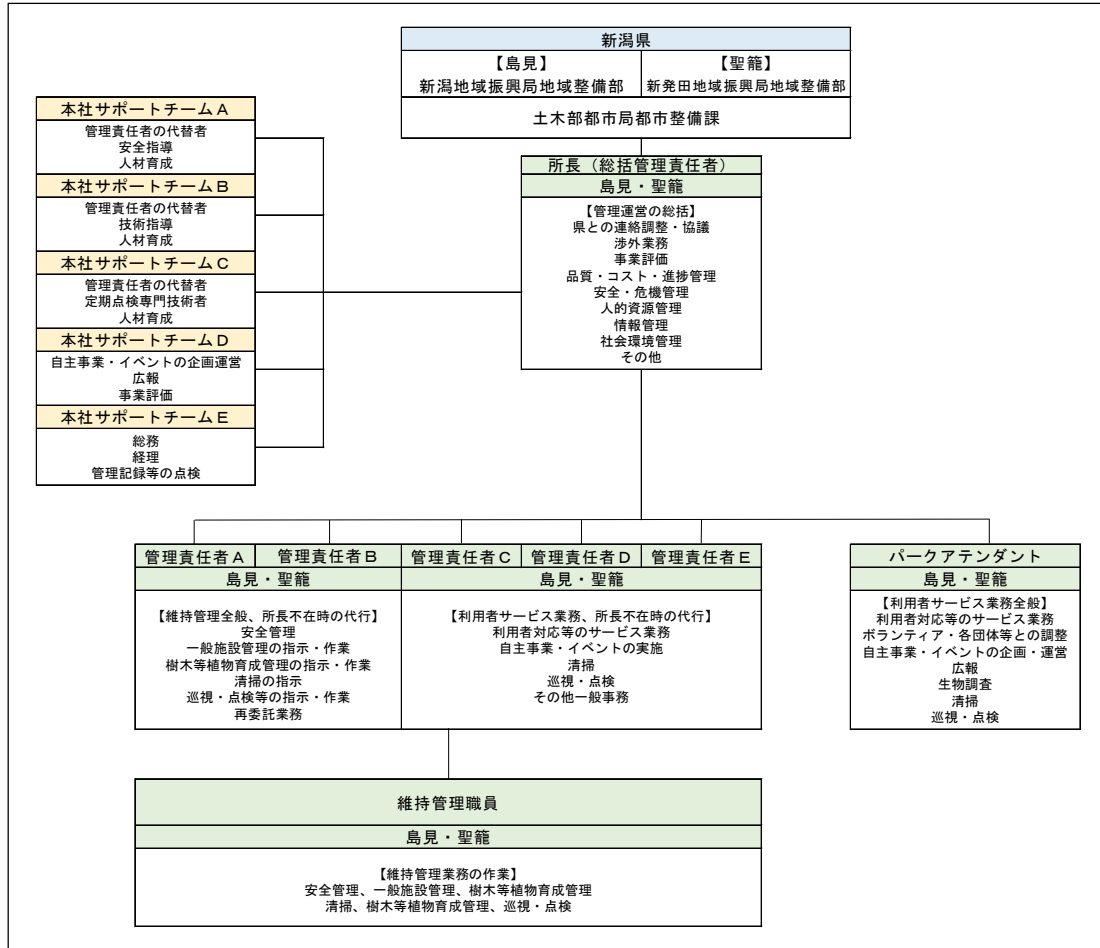 新潟県
【島見】
新潟地域振興局地域整備部
【聖籠】
新発田地域振興局地域整備部
土木部都市局都市整備課
本社サポートチームA
管理責任者の代替者
安全指導
人材育成
本社サポートチームB
管理責任者の代替者
技術指導
人材育成
本社サポートチームC
管理責任者の代替者
定期点検専門技術者
人材育成
本社サポートチームD
自主事業・イベントの企画運営
広報
事業評価
本社サポートチームE
総務
経理
管理記録等の点検
所長（総括管理責任者）
島見・聖籠
【管理運営の総括】
県との連絡調整・協議
渉外業務
事業評価
品質・コスト・進捗管理
安全・危機管理
人的資源管理
情報管理
社会環境管理
その他
管理責任者A
管理責任者B
島見・聖籠
【維持管理全般、所長不在時の代行】
安全管理
一般施設管理の指示・作業
樹木等植物育成管理の指示・作業
清掃の指示
巡視・点検等の指示・作業
再委託業務
管理責任者C
管理責任者D
管理責任者E
島見・聖籠
【利用者サービス業務、所長不在時の代行】
利用者対応等のサービス業務
自主事業・イベントの実施
清掃
巡視・点検
その他一般事務
パークアテンダント
島見・聖籠
【利用者サービス業務全般】
利用者対応等のサービス業務
ボランティア・各団体等との調整
自主事業・イベントの企画・運営
広報
生物調査
清掃
巡視・点検
維持管理職員
島見・聖籠
【維持管理業務の作業】
安全管理、一般施設管理、樹木等植物育成管理
清掃、樹木等植物育成管理、巡視・点検